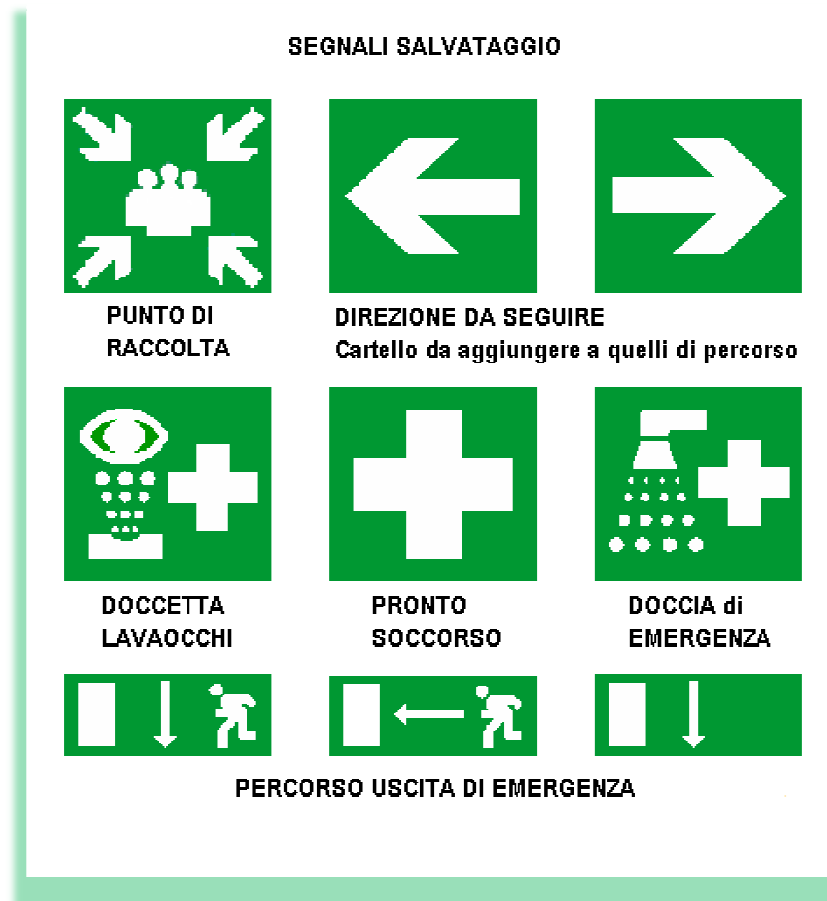 SEGNALI SALVATAGGIO
PUNTO DI
RACCOLTA
DIREZIONE DA SEGUIRE
Cartello da aggiungere a quelli di percorso
DOCCETTA
LAVAOCCHI
PRONTO
SOCCORSO
DOCCIA di
EMERGENZA
PERCORSO USCITA DI EMERGENZA